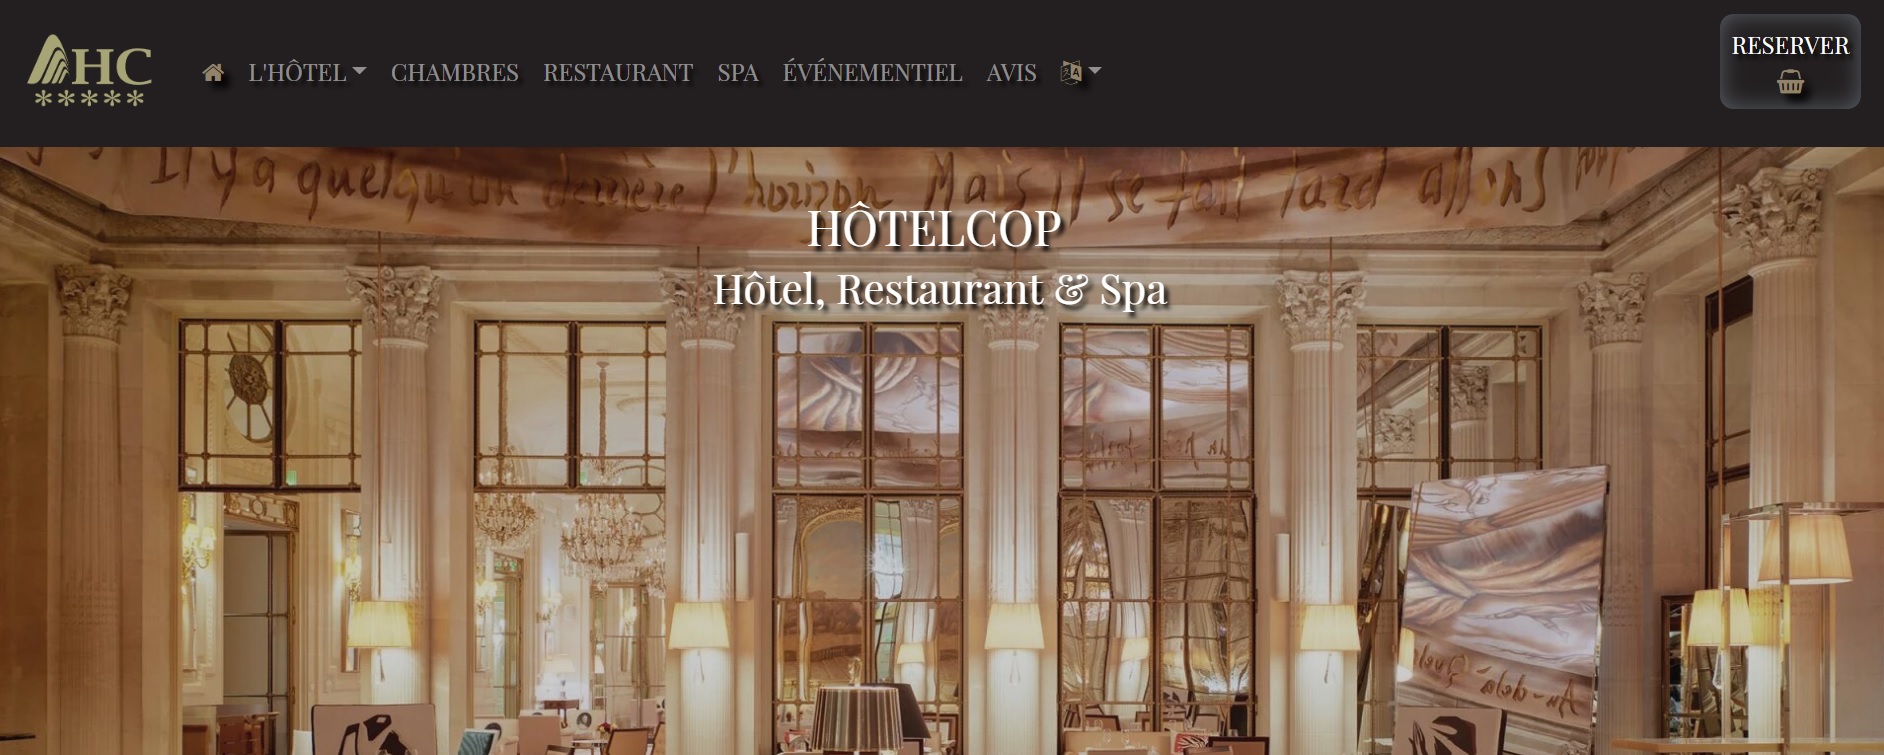 AHC
*****
L'HÔTEL
CHAMBRES
RESTAURANT
SPA
ÉVÉNEMENTIEL
AVIS
RESERVER
Il y a quelqu'un derrière l'horizon Mais il se fait tard allons
HÔTELCOP
Hôtel, Restaurant & Spa